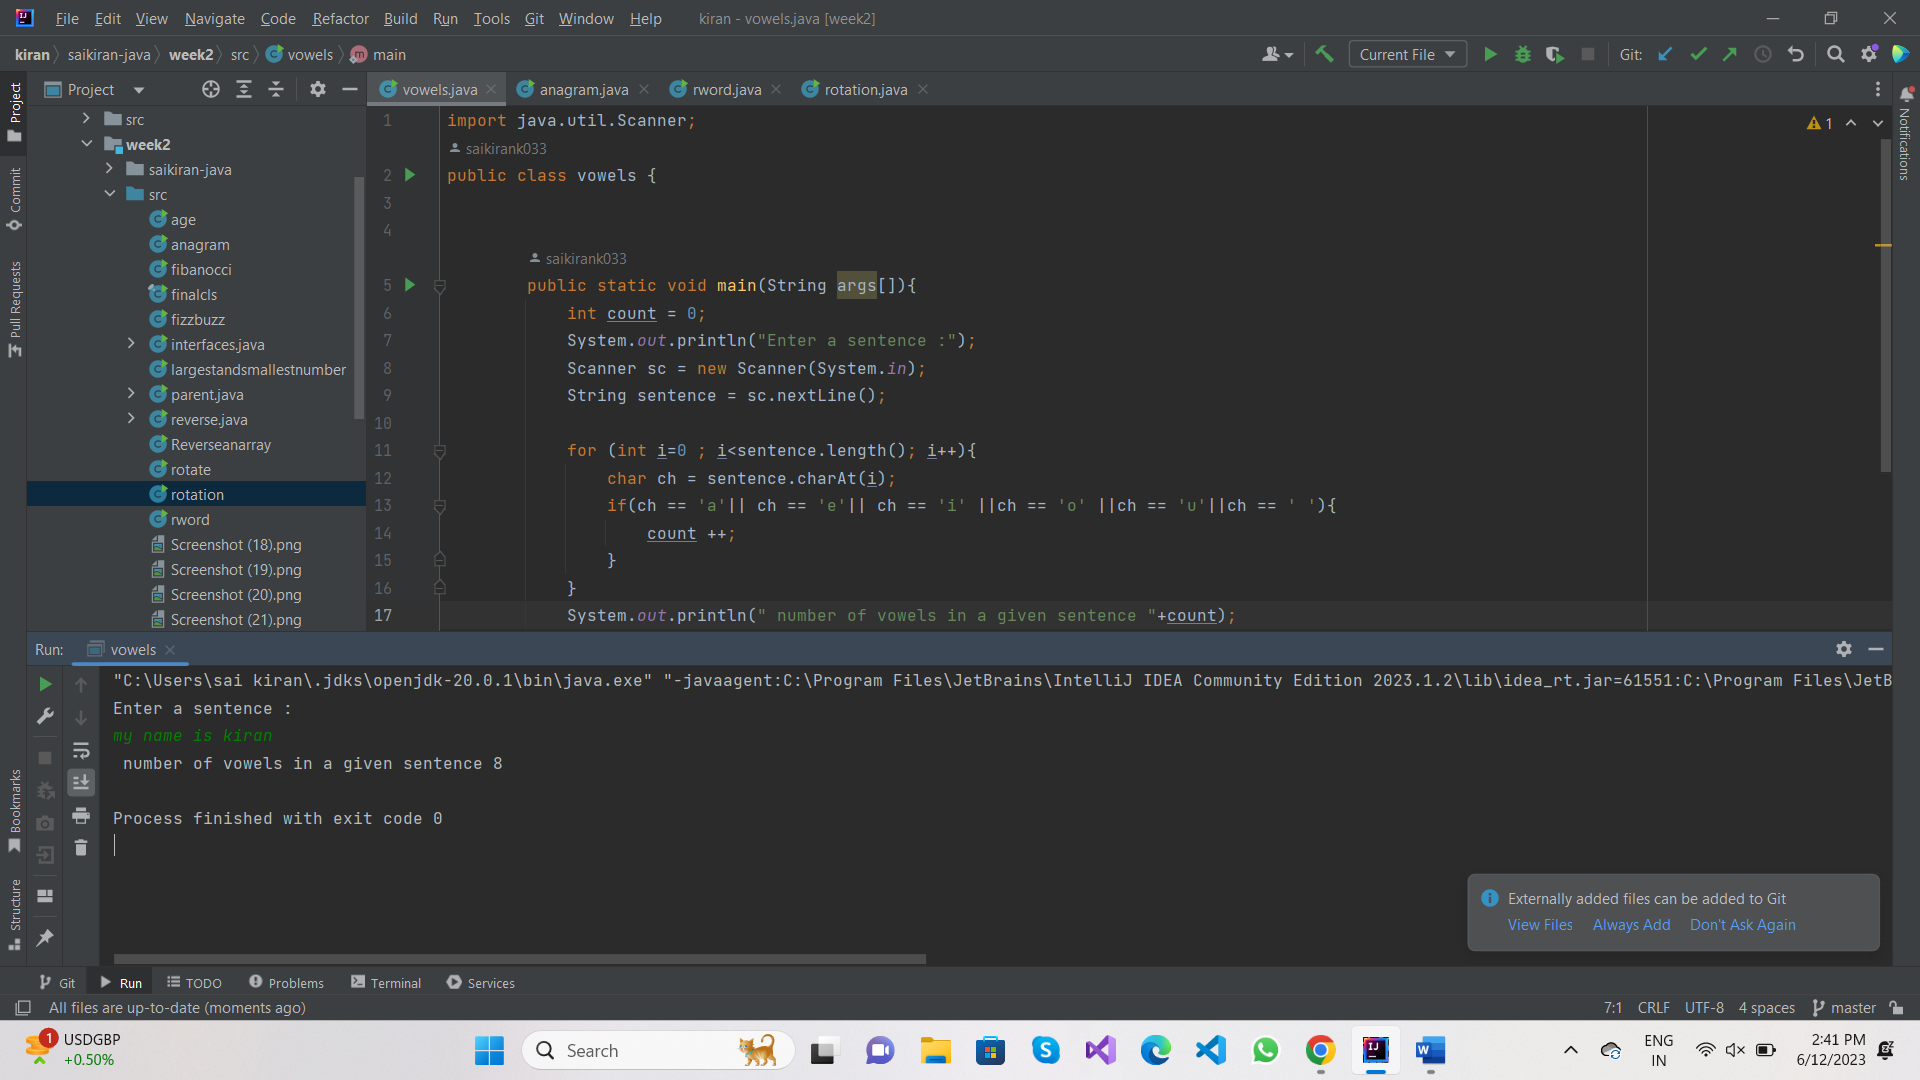 File Edit View Navigate Code Refactor Build Run Tools Git Window Help kiran - vowels.java [week2]
kiran saikiran-java week2 src vowels main Current File Git:
Project
vowels.java anagram.java rword.java rotation.java
src
week2
saikiran-java
src
age
anagram
fibanocci
finalcls
fizzbuzz
interfaces.java
largestandsmallestnumber
parent.java
reverse.java
Reverseanarray
rotate
rotation
rword
Screenshot (18).png
Screenshot (19).png
Screenshot (20).png
Screenshot (21).png
Project
Commit
Pull Requests
Bookmarks
Structure
Notifications
1
1 import java.util.Scanner;
saikirank033
2 public class vowels {
3
4
saikirank033
5 public static void main(String args[]){
6 int count = 0;
7 System.out.println("Enter a sentence :");
8 Scanner sc = new Scanner(System.in);
9 String sentence = sc.nextLine();
10
11 for (int i=0 ; i<sentence.length(); i++){
12 char ch = sentence.charAt(i);
13 if(ch == 'a'|| ch == 'e'|| ch == 'i' ||ch == 'o' ||ch == 'u'||ch == ' '){
14 count ++;
15 }
16 }
17 System.out.println(" number of vowels in a given sentence "+count);
Run: vowels
"C:\Users\sai kiran\.jdks\openjdk-20.0.1\bin\java.exe" "-javaagent:C:\Program Files\JetBrains\IntelliJ IDEA Community Edition 2023.1.2\lib\idea_rt.jar=61551:C:\Program Files\JetB
Enter a sentence :
my name is kiran
number of vowels in a given sentence 8
Process finished with exit code 0
Externally added files can be added to Git
View Files Always Add Don't Ask Again
Git Run TODO Problems Terminal Services
All files are up-to-date (moments ago) 7:1 CRLF UTF-8 4 spaces master
1 USDGBP
+0.50%
Search
ENG
IN
2:41 PM
6/12/2023